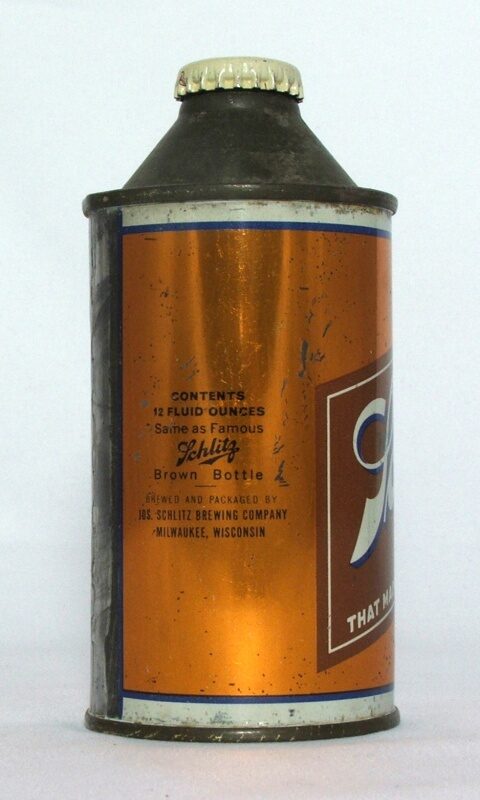 CONTENTS
12 FLUID OUNCES
Same as Famous
Schlitz
Brown Bottle
BREWED AND PACKAGED BY
JOS. SCHLITZ BREWING COMPANY
MILWAUKEE, WISCONSIN
THAT